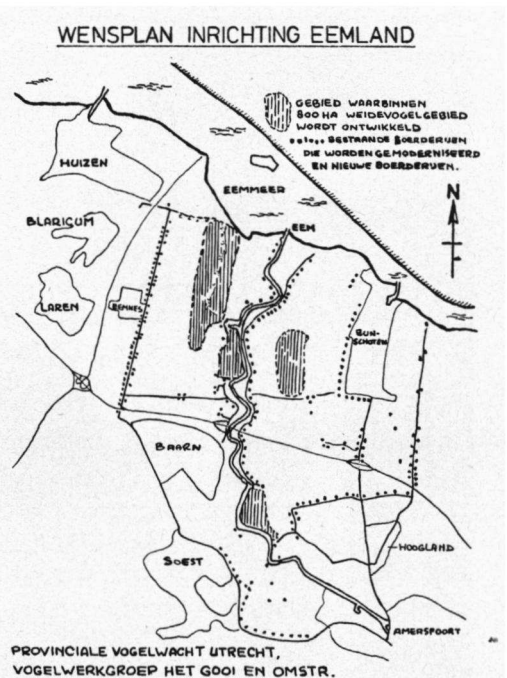 WENSPLAN INRICHTING EEMLAND
GEBIED WAARBINNEN
800 HA WEIDEVOGELGEBIED
WORDT ONTWIKKELD
BESTAANDE BOERDERIJEN
DIE WORDEN GEMODERNISEERD
EN NIEUWE BOERDERIJEN.
HUIZEN
EEMMEER
N
BLARICUM
EEM
LAREN
EEMNES
BUN-
SCHOTEN
BAARN
SOEST
HOOGLAND
AMERSFOORT
PROVINCIALE VOGELWACHT UTRECHT,
VOGELWERKGROEP HET GOOI EN OMSTR.